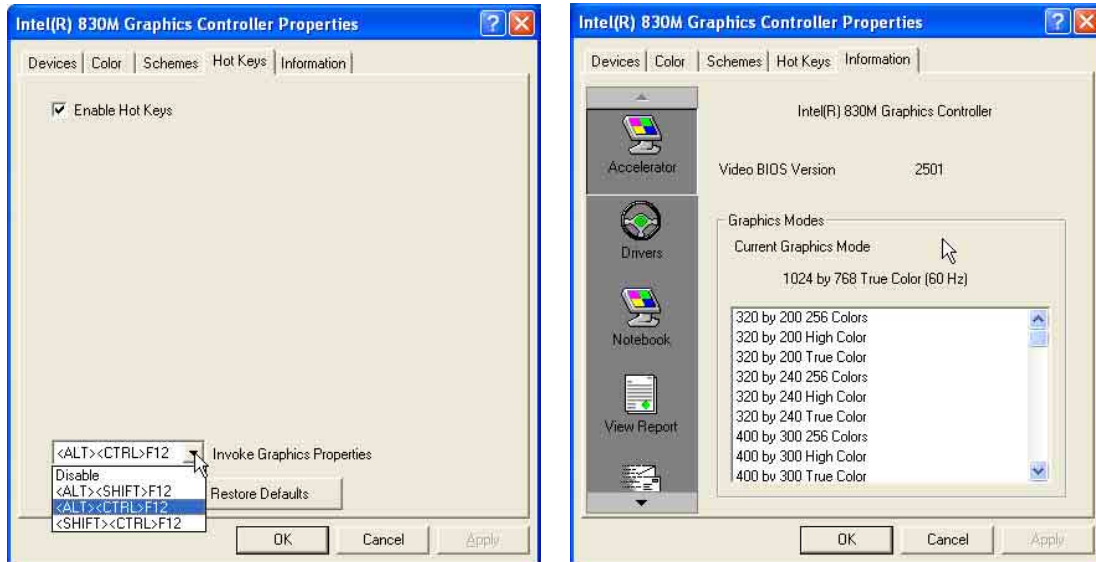 Intel(R) 830M Graphics Controller Properties
Devices Color Schemes Hot Keys Information
Enable Hot Keys
<ALT><CTRL>F12 Invoke Graphics Properties
Disable
<ALT><SHIFT>F12
<ALT><CTRL>F12
<SHIFT><CTRL>F12
Restore Defaults
OK Cancel Apply
Intel(R) 830M Graphics Controller Properties
Devices Color Schemes Hot Keys Information
Accelerator
Drivers
Notebook
View Report
Intel(R) 830M Graphics Controller
Video BIOS Version 2501
Graphics Modes
Current Graphics Mode
1024 by 768 True Color (60 Hz)
320 by 200 256 Colors
320 by 200 High Color
320 by 200 True Color
320 by 240 256 Colors
320 by 240 High Color
320 by 240 True Color
400 by 300 256 Colors
400 by 300 High Color
400 by 300 True Color
OK Cancel Apply